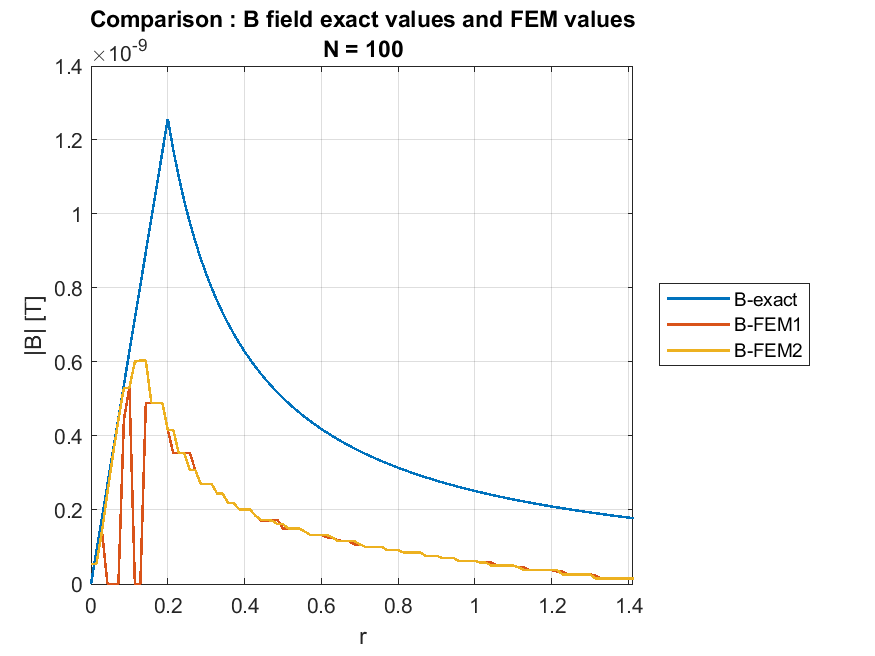 Comparison : B field exact values and FEM values
N = 100
×10-9
1.4
1.2
1
0.8
0.6
0.4
0.2
0
|B| [T]
0 0.2 0.4 0.6 0.8 1 1.2 1.4
r
B-exact
B-FEM1
B-FEM2